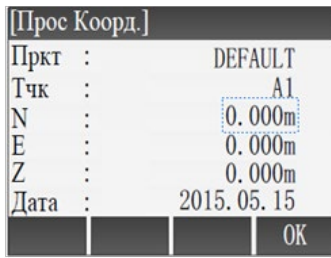 [Прос Коорд.]
Пркт : DEFAULT
Тчк : A1
N : 0.000m
E : 0.000m
Z : 0.000m
Дата : 2015.05.15
OK